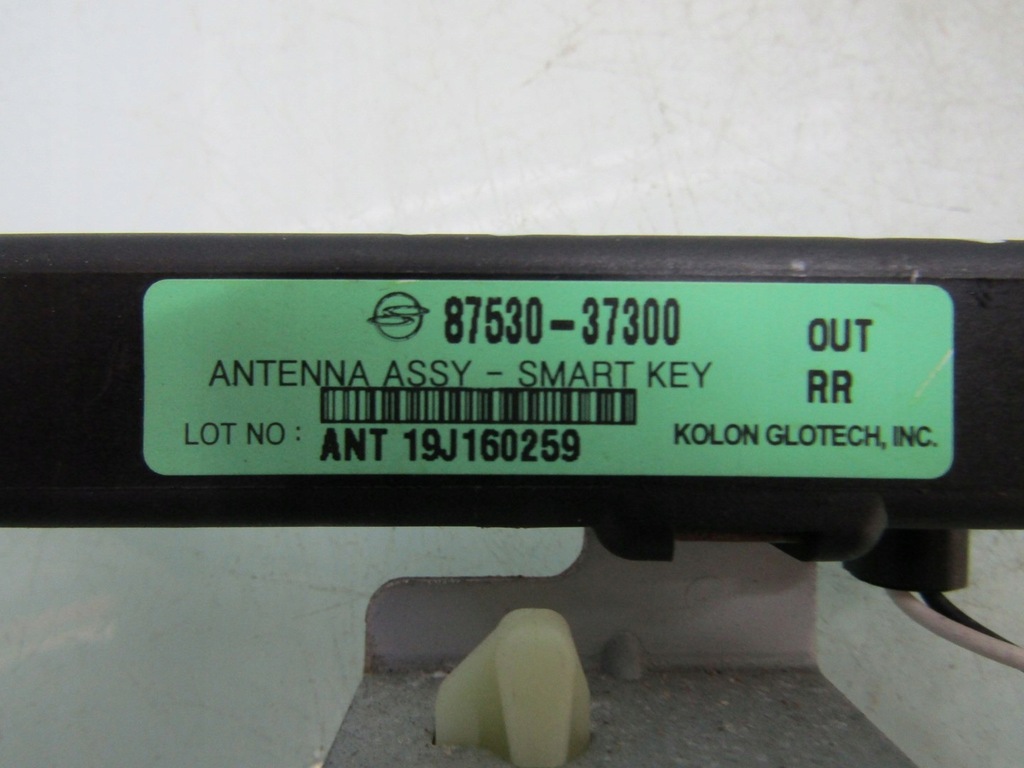 87530-37300
OUT
ANTENNA ASSY - SMART KEY
RR
LOT NO : ANT 19J160259
KOLON GLOTECH, INC.